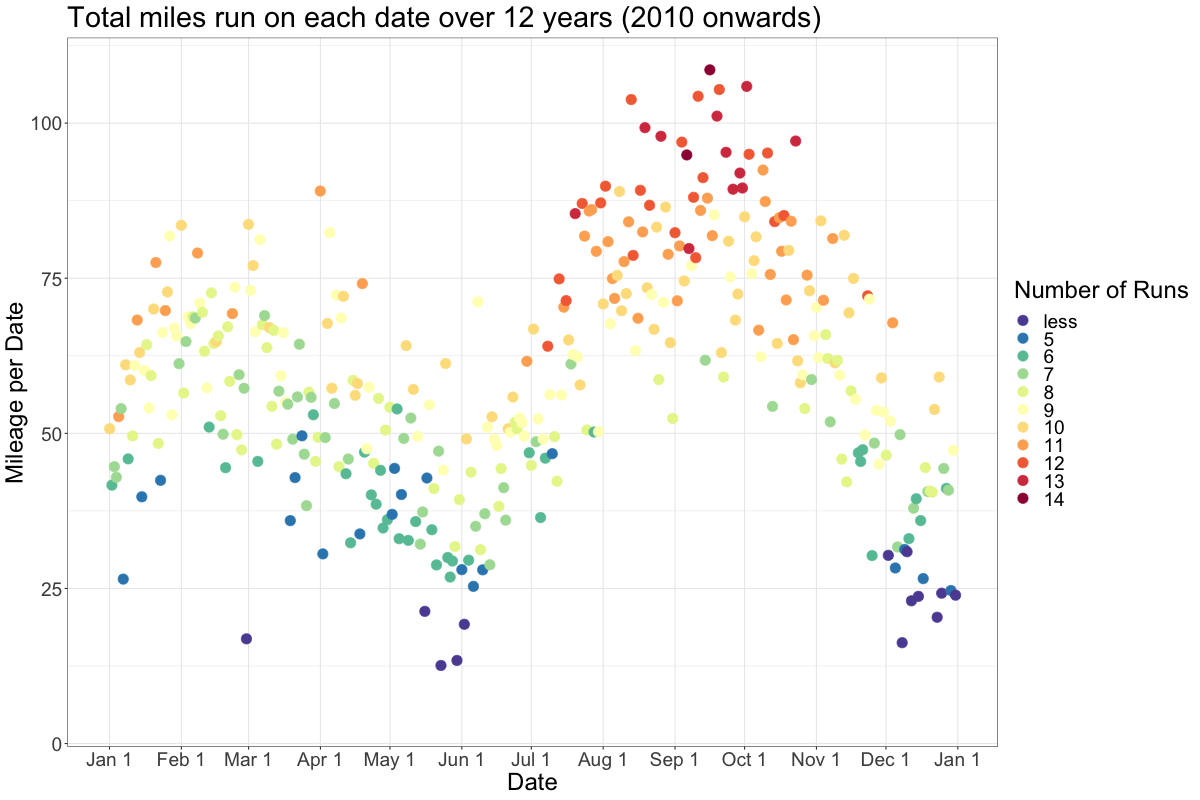 Total miles run on each date over 12 years (2010 onwards)
Mileage per Date
100
75
50
25
0
Jan 1 Feb 1 Mar 1 Apr 1 May 1 Jun 1 Jul 1 Aug 1 Sep 1 Oct 1 Nov 1 Dec 1 Jan 1
Date
Number of Runs
less
5
6
7
8
9
10
11
12
13
14